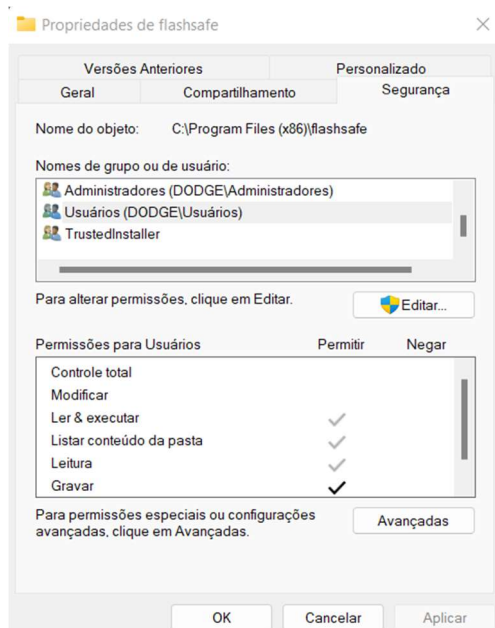 Propriedades de flashsafe
Versões Anteriores Personalizado
Geral Compartilhamento Segurança
Nome do objeto: C:\Program Files (x86)\flashsafe
Nomes de grupo ou de usuário:
Administradores (DODGE\Administradores)
Usuários (DODGE\Usuários)
TrustedInstaller
Para alterar permissões, clique em Editar.
Editar...
Permissões para Usuários Permitir Negar
Controle total
Modificar
Ler & executar
Listar conteúdo da pasta
Leitura
Gravar
Para permissões especiais ou configurações
avançadas, clique em Avançadas.
Avançadas
OK Cancelar Aplicar